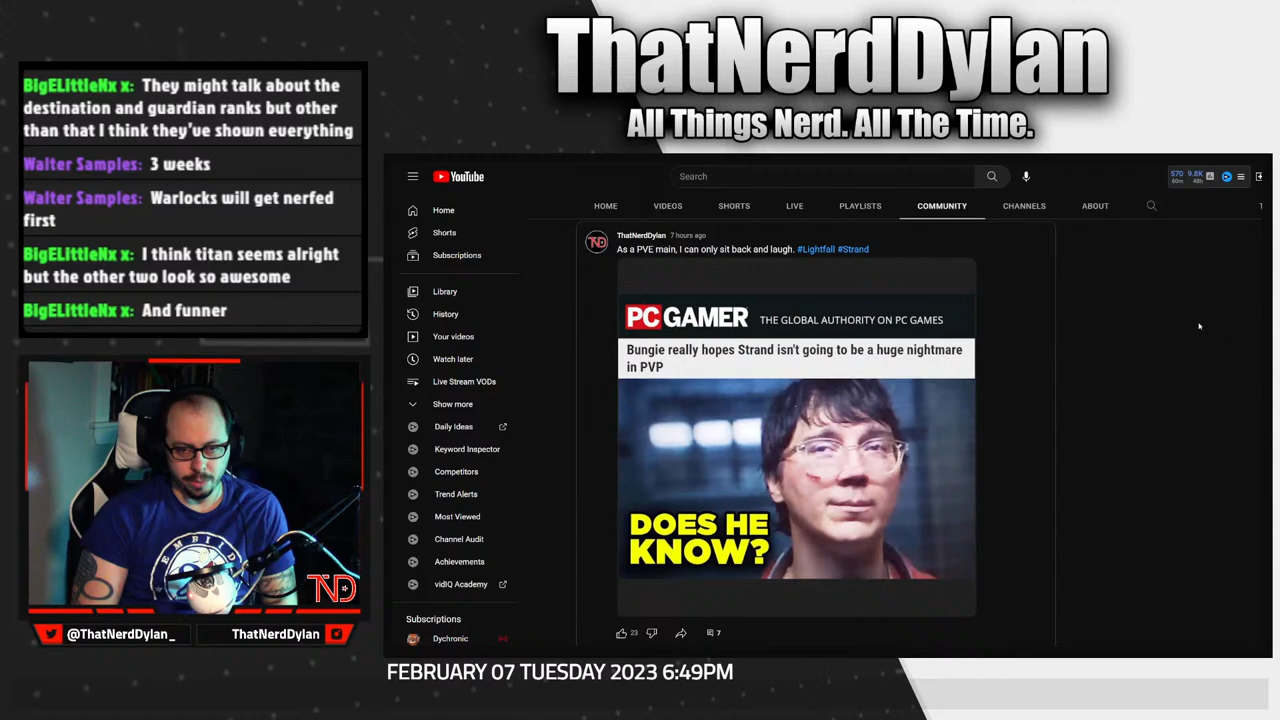 ThatNerdDylan
All Things Nerd. All The Time.
BigELittleNx x: They might talk about the
destination and guardian ranks but other
than that I think they've shown everything
Walter Samples: 3 weeks
Walter Samples: Warlocks will get nerfed
first
BigELittleNx x: I think titan seems alright
but the other two look so awesome
BigELittleNx x: And funner
YouTube
Search
570 9.8K
60m 48h
HOME VIDEOS SHORTS LIVE PLAYLISTS COMMUNITY CHANNELS ABOUT
Home
Shorts
Subscriptions
Library
History
Your videos
Watch later
Live Stream VODs
Show more
Daily Ideas
Keyword Inspector
Competitors
Trend Alerts
Most Viewed
Channel Audit
Achievements
vidIQ Academy
Subscriptions
Dychronic
ThatNerdDylan 7 hours ago
As a PVE main, I can only sit back and laugh. #Lightfall #Strand
PC GAMER THE GLOBAL AUTHORITY ON PC GAMES
Bungie really hopes Strand isn't going to be a huge nightmare
in PVP
DOES HE
KNOW?
23 7
EMBIID
ND
@ThatNerdDylan_ ThatNerdDylan
FEBRUARY 07 TUESDAY 2023 6:49PM